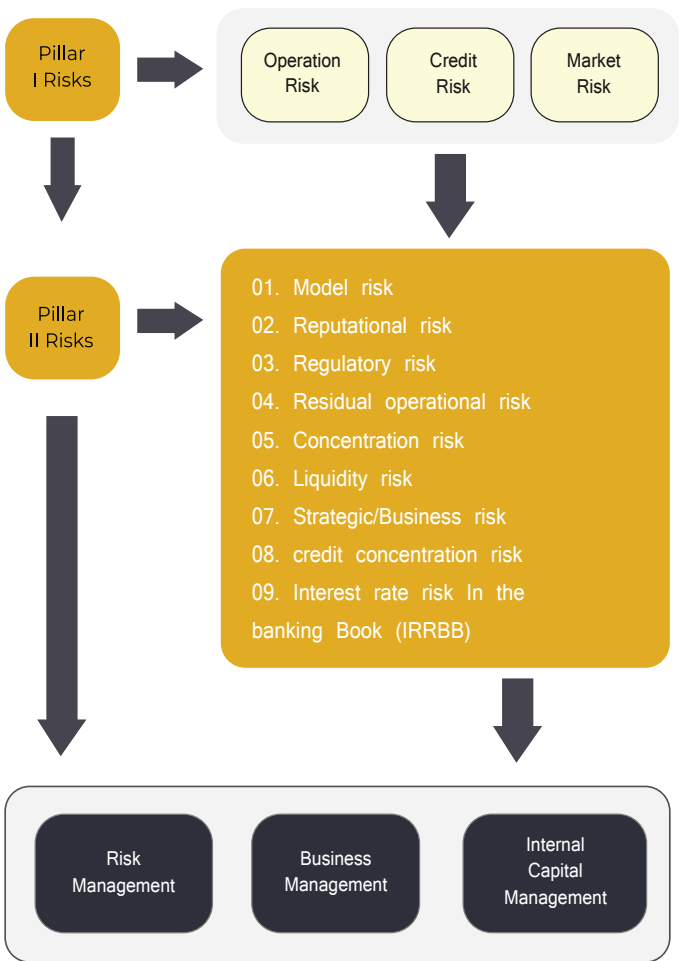 Pillar
I Risks
Operation
Risk
Credit
Risk
Market
Risk
Pillar
II Risks
01. Model risk
02. Reputational risk
03. Regulatory risk
04. Residual operational risk
05. Concentration risk
06. Liquidity risk
07. Strategic/Business risk
08. credit concentration risk
09. Interest rate risk In the
banking Book (IRRBB)
Risk
Management
Business
Management
Internal
Capital
Management